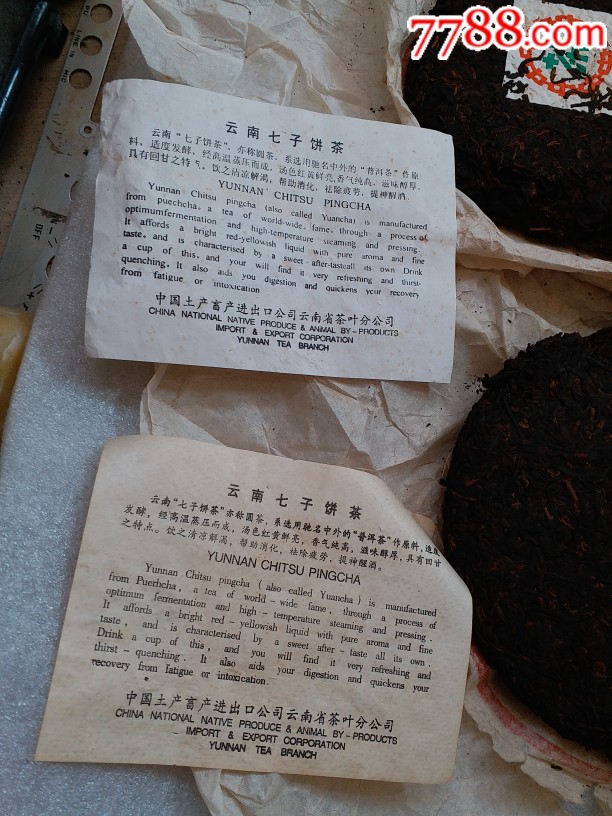 7788.com
PU
LINE IN
MIC
OFF
云南七子饼茶
云南"七子饼茶",亦称圆茶,系选用驰名中外的"普洱茶"作原
料,适度发酵,经高温蒸压而成,汤色红黄鲜亮,香气纯高,滋味醇厚,
具有回甘之特气。饮之清凉解渴,帮助消化,祛除疲劳,提神醒酒。
YUNNAN CHITSU PINGCHA
Yunnan Chitsu pingcha (also called Yuancha) is manufactured
from puechcha, a tea of world-wide, fame, through a process of
optimumfermentation and high-temperature steaming and pressing.
It affords a bright red-yellowish liquid with pure aroma and fine
taste, and is characterised by a sweet after-tasteall its own Drink
a cup of this, and your will find it very refreshing and thirst-
quenching. It also aids you digestion and quickens your recovery
from fatigue or intoxication
中国土产畜产进出口公司云南省茶叶分公司
CHINA NATIONAL NATIVE PRODUCE & ANIMAL BY-PRODUCTS
IMPORT & EXPORT CORPORATION
YUNNAN TEA BRANCH
云南七子饼茶
云南"七子饼茶"亦称圆茶,系选用驰名中外的"普洱茶"作原料,适度
发酵,经高温蒸压而成,汤色红黄鲜亮,香气纯高,滋味醇厚,具有回甘
之特点。饮之清凉解渴,帮助消化,祛除疲劳,提神醒酒。
YUNNAN CHITSU PINGCHA
Yunnan Chitsu pingcha ( also called Yuancha ) is manufactured
from Puerhcha, a tea of world-wide fame, through a process of
optimum fermentation and high-temperature steaming and pressing.
It affords a bright red-yellowish liquid with pure aroma and fine
taste, and is characterised by a sweet after-taste all its own.
Drink a cup of this, and you will find it very refreshing and
thirst-quenching. It also aids your digestion and quickens your
recovery from fatigue or intoxication.
中国土产畜产进出口公司云南省茶叶分公司
CHINA NATIONAL NATIVE PRODUCE & ANIMAL BY-PRODUCTS
IMPORT & EXPORT CORPORATION
YUNNAN TEA BRANCH